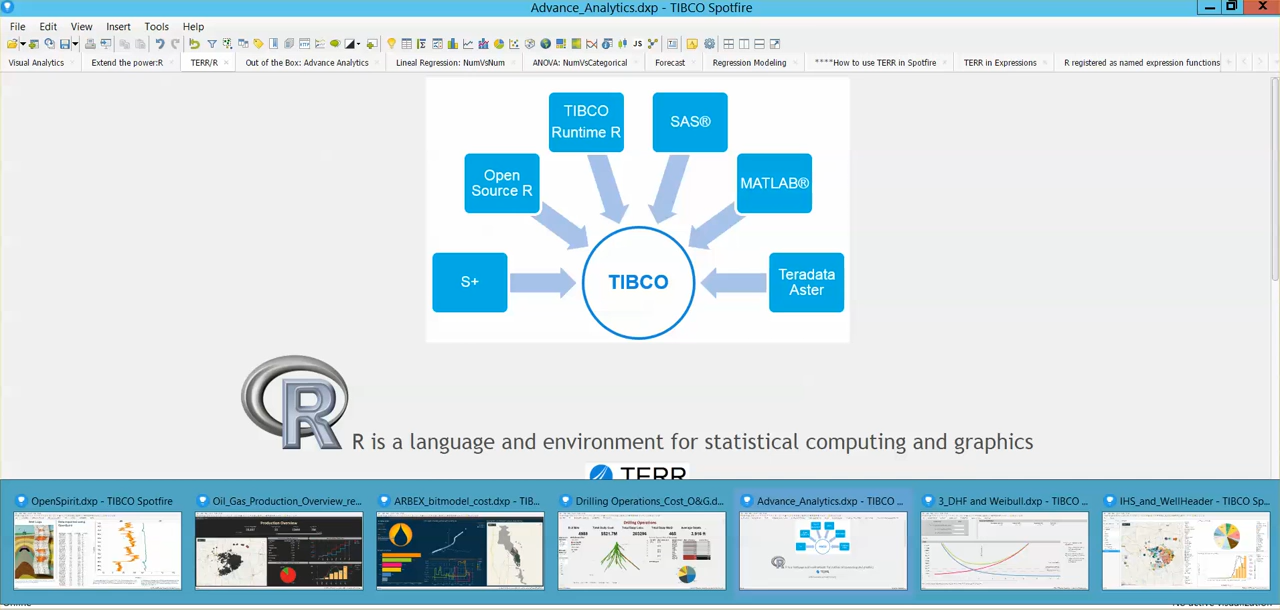 Advance_Analytics.dxp - TIBCO Spotfire
File Edit View Insert Tools Help
JS
Visual Analytics Extend the power:R TERR/R Out of the Box: Advance Analytics Lineal Regression: NumVsNum ANOVA: NumVsCategorical Forecast Regression Modeling ****How to use TERR in Spotfire TERR in Expressions R registered as named expression functions
TIBCO
Runtime R
SAS®
Open
Source R
MATLAB®
S+
TIBCO
Teradata
Aster
R
R is a language and environment for statistical computing and graphics
TERR
OpenSpirit.dxp - TIBCO Spotfire Oil_Gas_Production_Overview_re... ARBEX_bitmodel_cost.dxp - TIB... Drilling Operations_Cost_O&G.d... Advance_Analytics.dxp - TIBCO ... 3_DHF and Weibull.dxp - TIBCO ... IHS_and_WellHeader - TIBCO Sp...
Production Overview
Drilling Operations